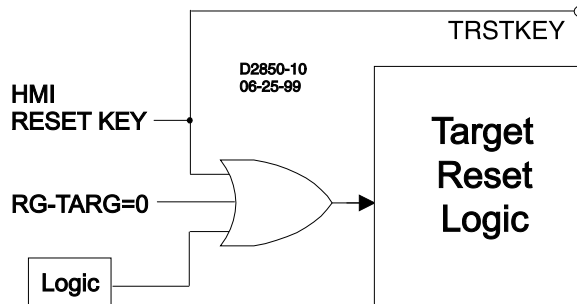 TRSTKEY
D2850-10
06-25-99
HMI
RESET KEY
Target
Reset
Logic
RG-TARG=0
Logic